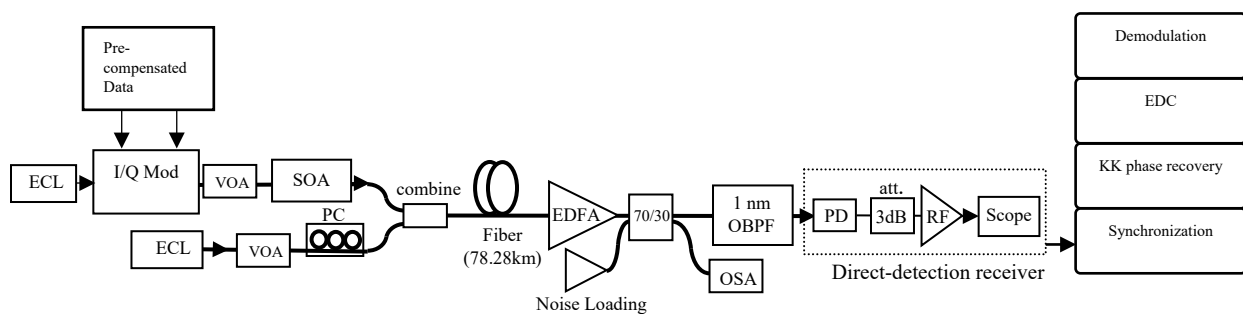 Pre-
compensated
Data
ECL
I/Q Mod
VOA
SOA
combine
ECL
VOA
PC
Fiber
(78.28km)
EDFA
70/30
Noise Loading
OSA
1 nm
OBPF
PD
att.
3dB
RF
Scope
Direct-detection receiver
Demodulation
EDC
KK phase recovery
Synchronization